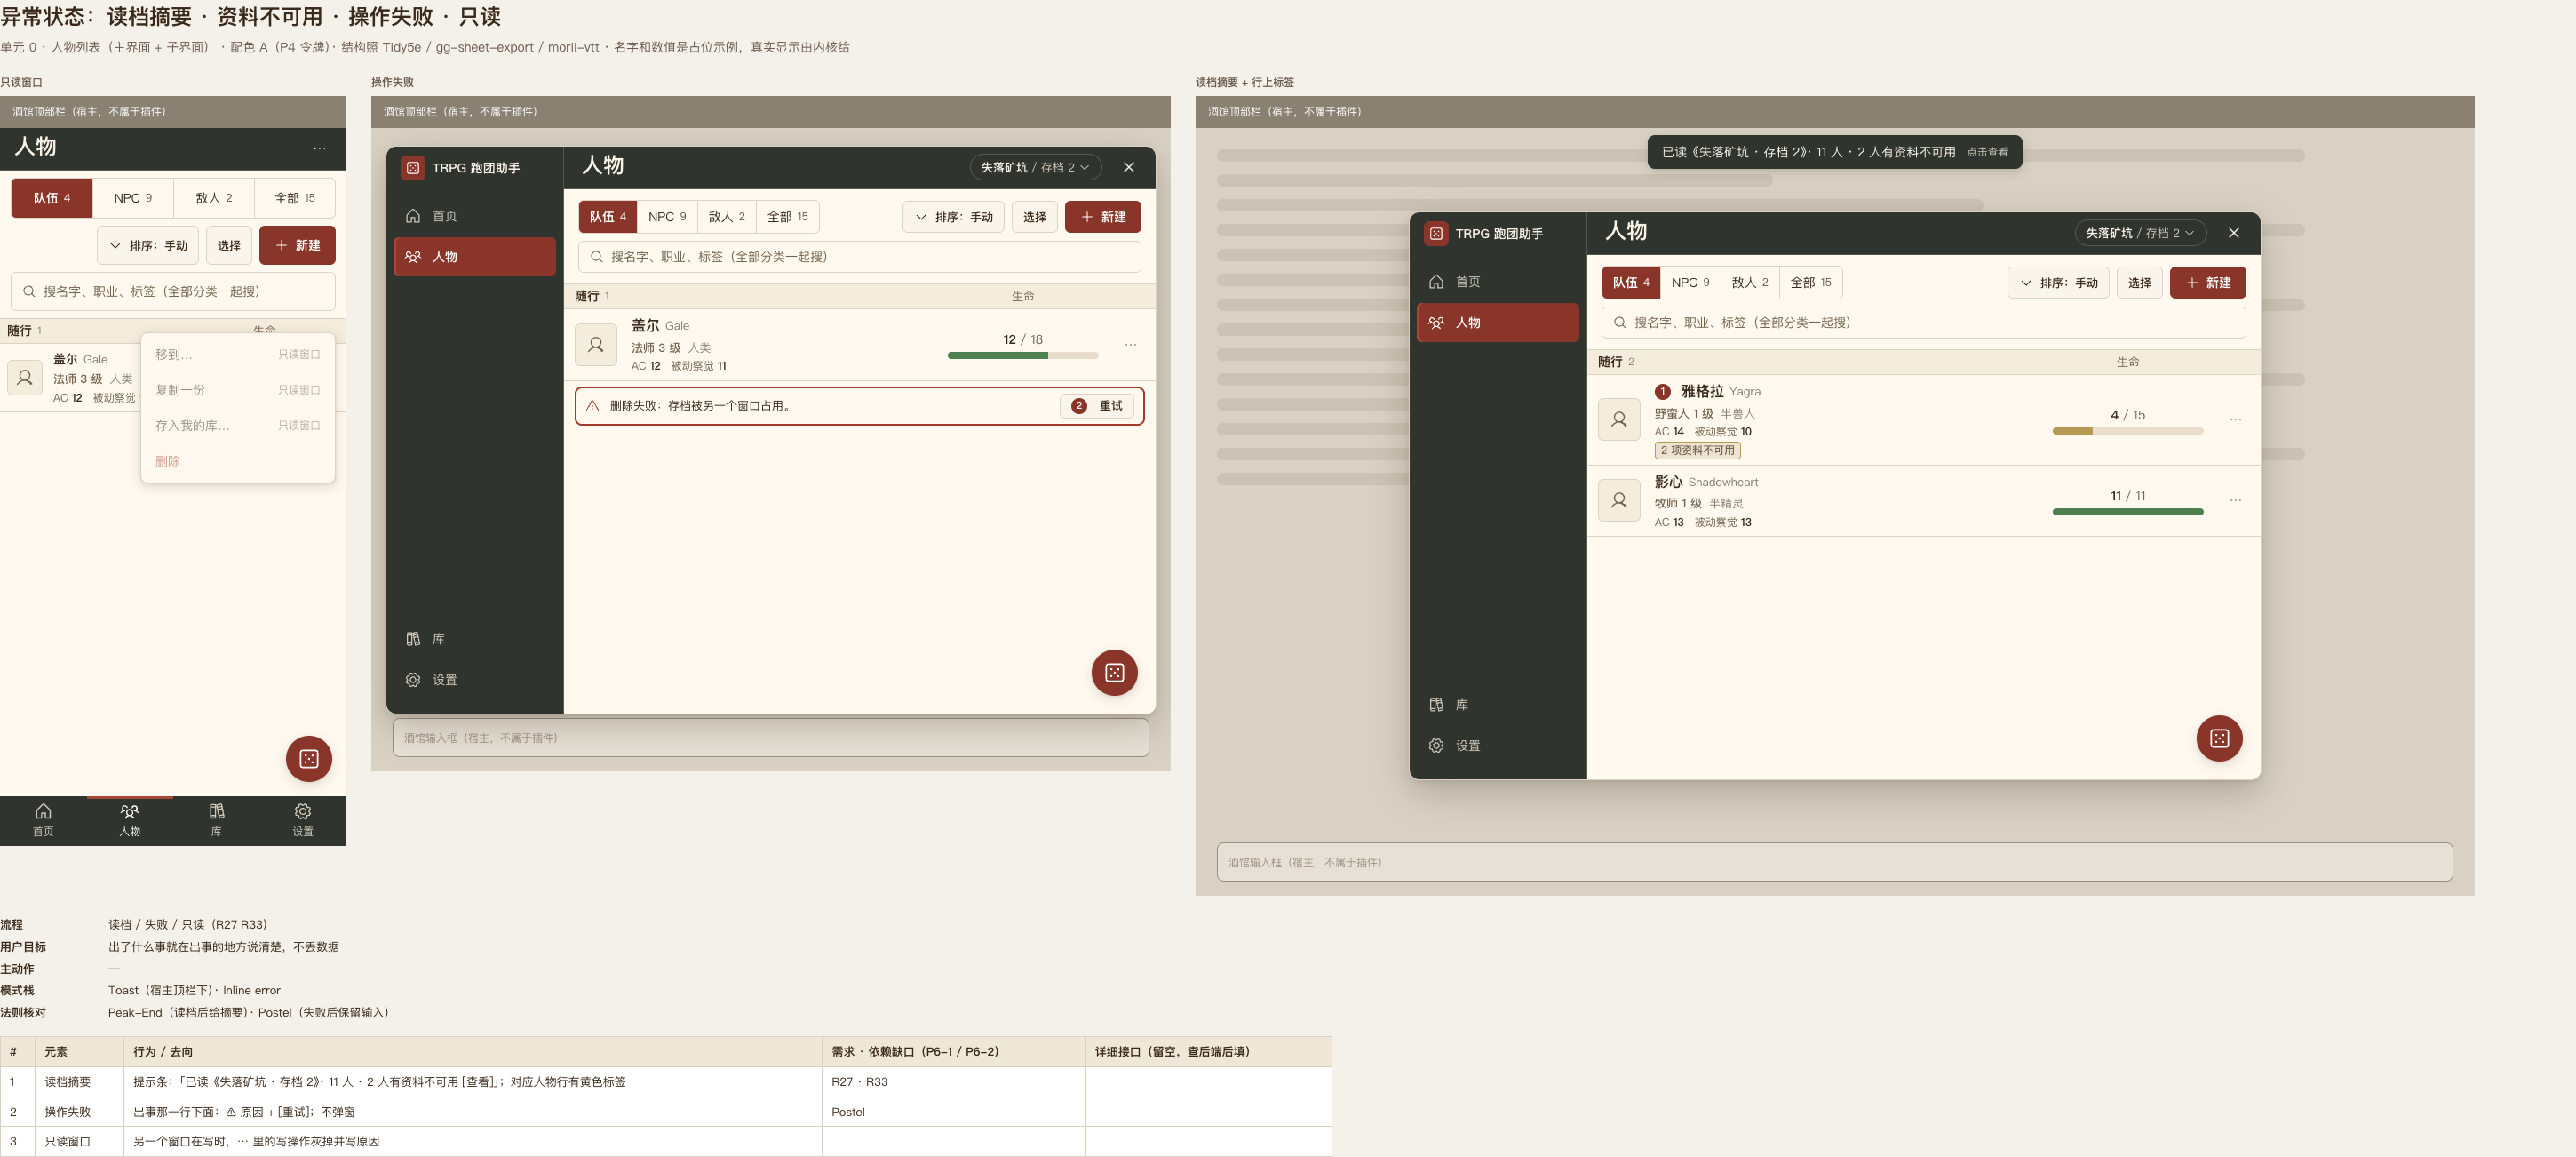 异常状态：读档摘要 · 资料不可用 · 操作失败 · 只读
单元 0 · 人物列表（主界面 + 子界面） · 配色 A（P4 令牌）· 结构照 Tidy5e / gg-sheet-export / morii-vtt · 名字和数值是占位示例，真实显示由内核给
只读窗口
酒馆顶部栏（宿主，不属于插件）
人物
···
队伍 4
NPC 9
敌人 2
全部 15
排序：手动
选择
新建
搜名字、职业、标签（全部分类一起搜）
随行 1
生命
盖尔 Gale
法师 3 级 人类
AC 12 被动察觉
移到… 只读窗口
复制一份 只读窗口
存入我的库… 只读窗口
删除
首页
人物
库
设置
操作失败
酒馆顶部栏（宿主，不属于插件）
TRPG 跑团助手
首页
人物
库
设置
人物
失落矿坑 / 存档 2
队伍 4
NPC 9
敌人 2
全部 15
排序：手动
选择
新建
搜名字、职业、标签（全部分类一起搜）
随行 1
生命
盖尔 Gale
法师 3 级 人类
AC 12 被动察觉 11
12 / 18
···
删除失败：存档被另一个窗口占用。
2 重试
酒馆输入框（宿主，不属于插件）
读档摘要 + 行上标签
酒馆顶部栏（宿主，不属于插件）
已读《失落矿坑 · 存档 2》· 11 人 · 2 人有资料不可用 点击查看
TRPG 跑团助手
首页
人物
库
设置
人物
失落矿坑 / 存档 2
队伍 4
NPC 9
敌人 2
全部 15
排序：手动
选择
新建
搜名字、职业、标签（全部分类一起搜）
随行 2
生命
1 雅格拉 Yagra
野蛮人 1 级 半兽人
AC 14 被动察觉 10
2 项资料不可用
4 / 15
···
影心 Shadowheart
牧师 1 级 半精灵
AC 13 被动察觉 13
11 / 11
···
酒馆输入框（宿主，不属于插件）
流程 读档 / 失败 / 只读（R27 R33）
用户目标 出了什么事就在出事的地方说清楚，不丢数据
主动作 —
模式栈 Toast（宿主顶栏下）· Inline error
法则核对 Peak-End（读档后给摘要）· Postel（失败后保留输入）
# 元素 行为 / 去向 需求 · 依赖缺口（P6-1 / P6-2） 详细接口（留空，查后端后填）
1 读档摘要 提示条：「已读《失落矿坑 · 存档 2》· 11 人 · 2 人有资料不可用 [查看]」；对应人物行有黄色标签 R27 · R33
2 操作失败 出事那一行下面：⚠ 原因 + [重试]；不弹窗 Postel
3 只读窗口 另一个窗口在写时，··· 里的写操作灰掉并写原因